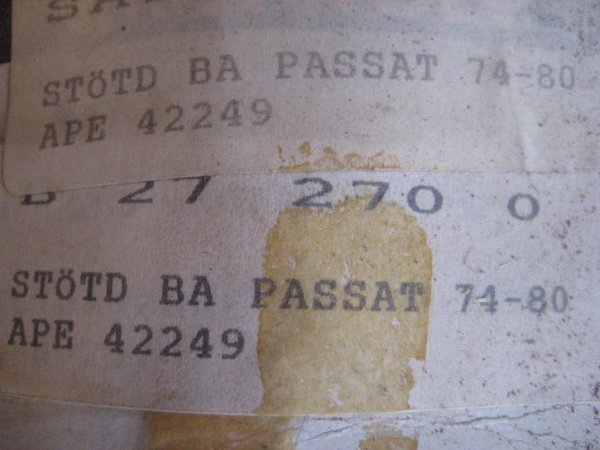 STÖTD BA PASSAT 74-80
APE 42249
B 27 270 0
STÖTD BA PASSAT 74-80
APE 42249